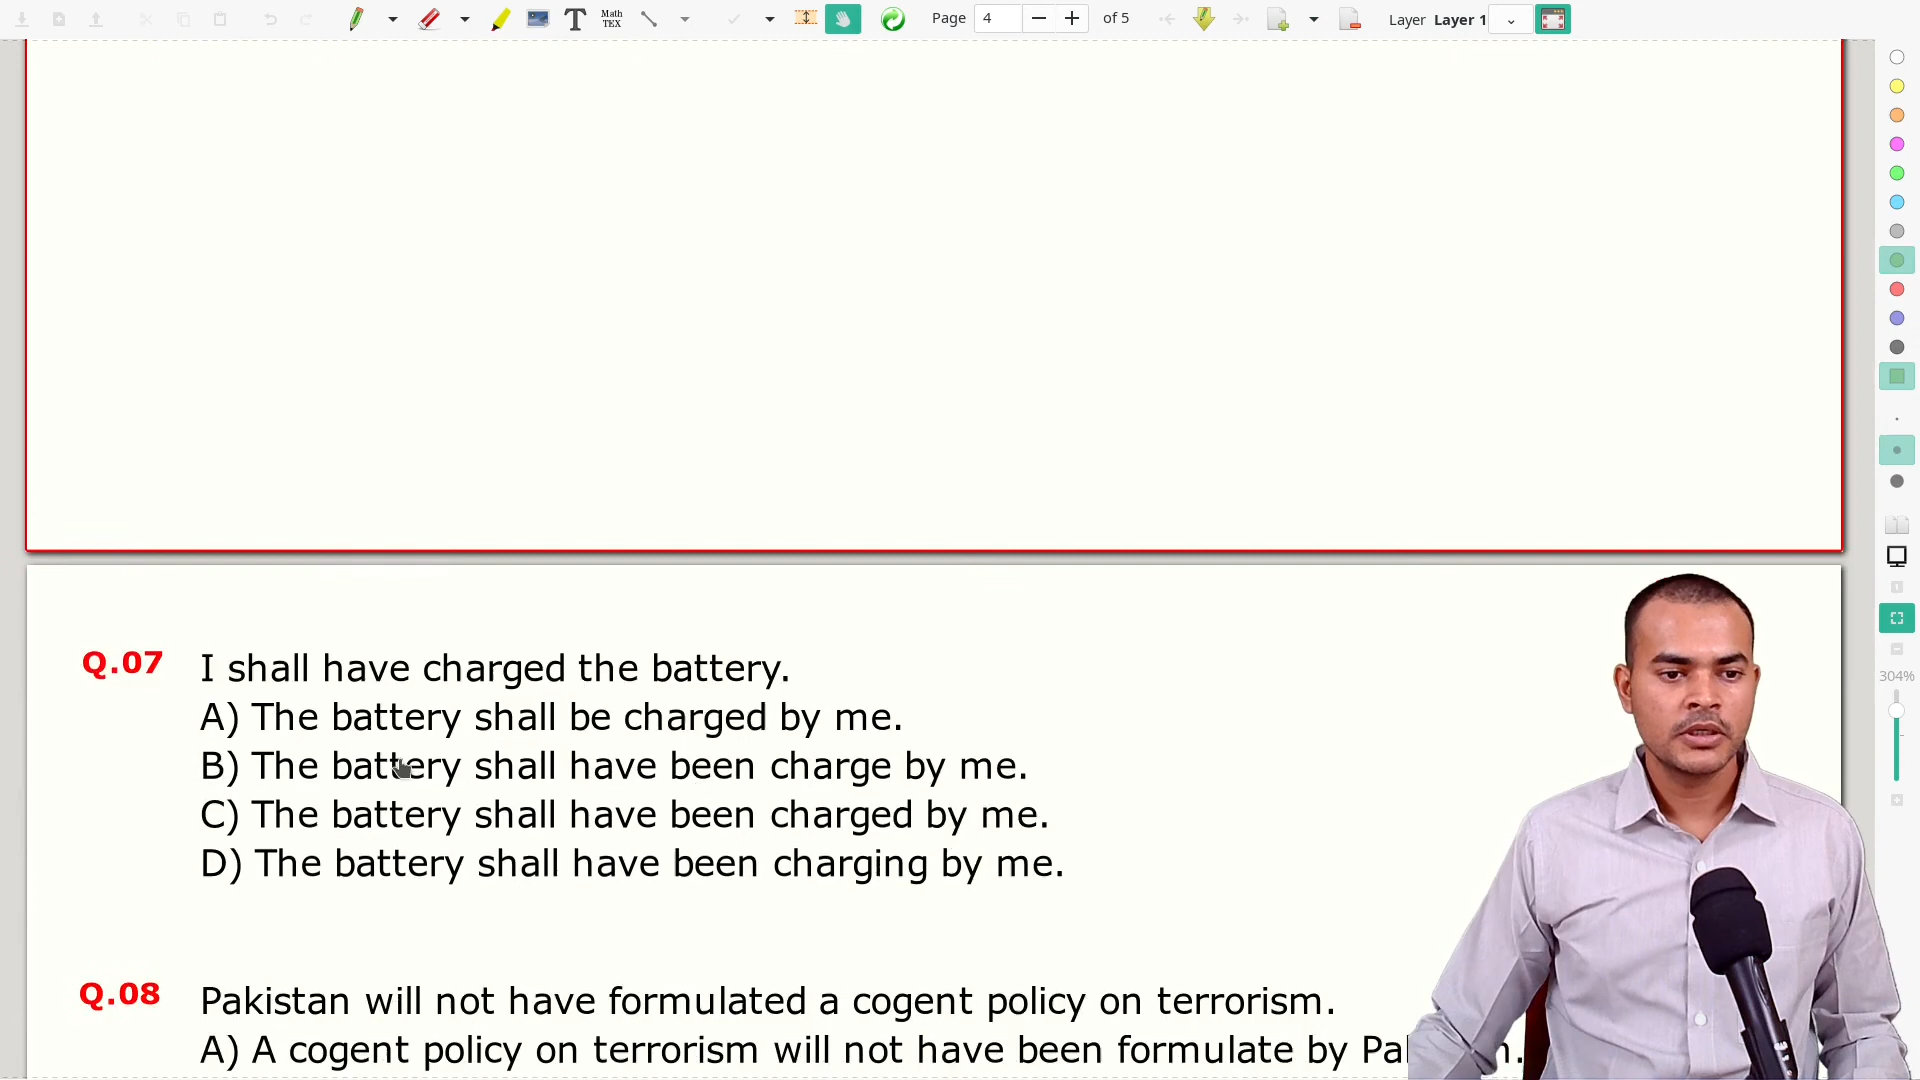 Math
TEX
Page 4 of 5
Layer Layer 1
304%
Q.07 I shall have charged the battery.
A) The battery shall be charged by me.
B) The battery shall have been charge by me.
C) The battery shall have been charged by me.
D) The battery shall have been charging by me.
Q.08 Pakistan will not have formulated a cogent policy on terrorism.
A) A cogent policy on terrorism will not have been formulate by